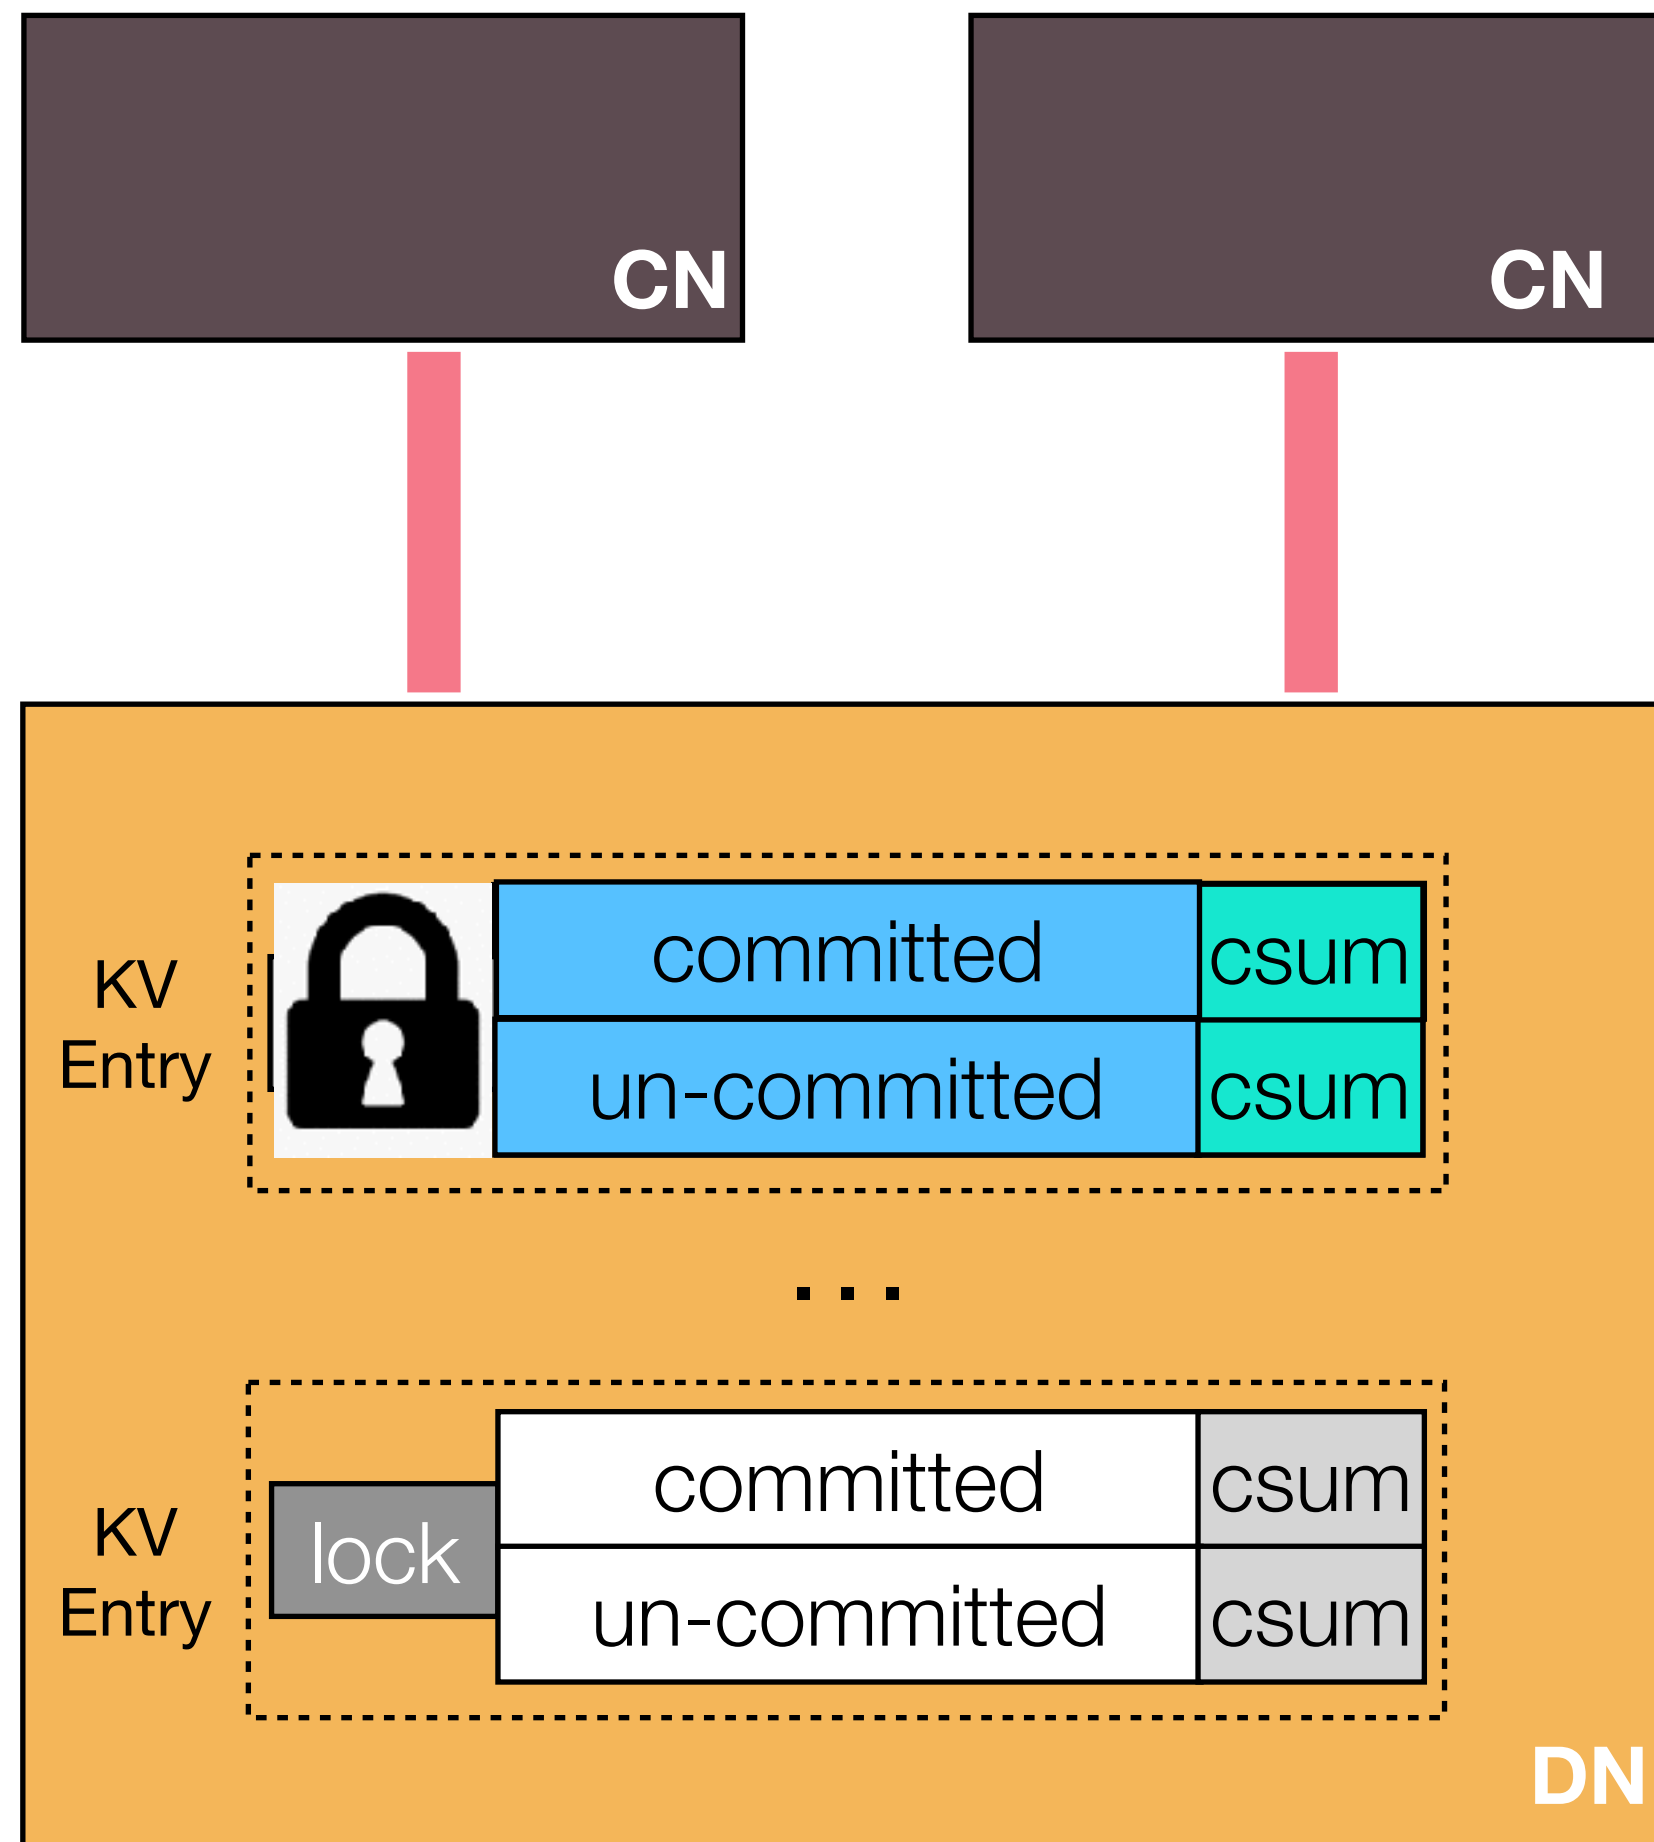 CN
CN
KV
Entry
committed
csum
un-committed
csum
...
KV
Entry
lock
committed
csum
un-committed
csum
DN